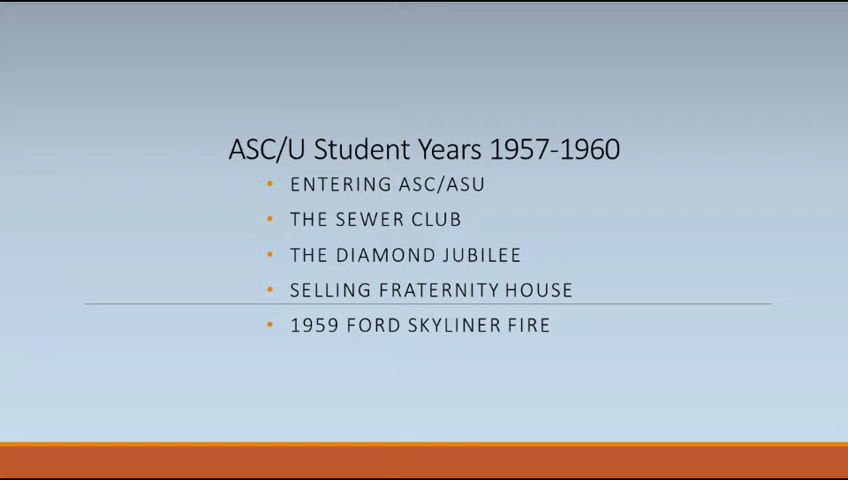 ASC/U Student Years 1957-1960
• ENTERING ASC/ASU
• THE SEWER CLUB
• THE DIAMOND JUBILEE
• SELLING FRATERNITY HOUSE
• 1959 FORD SKYLINER FIRE